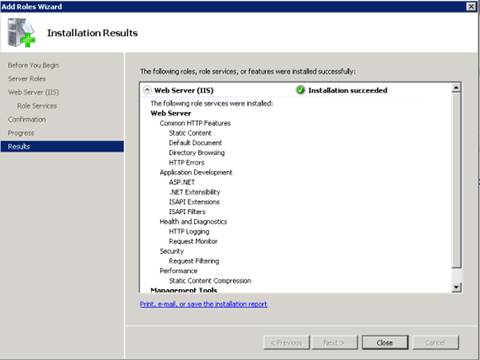 Add Roles Wizard
Installation Results
Before You Begin
Server Roles
Web Server (IIS)
Role Services
Confirmation
Progress
Results
The following roles, role services, or features were installed successfully:
Web Server (IIS)
Installation succeeded
The following role services were installed:
Web Server
Common HTTP Features
Static Content
Default Document
Directory Browsing
HTTP Errors
Application Development
ASP.NET
.NET Extensibility
ISAPI Extensions
ISAPI Filters
Health and Diagnostics
HTTP Logging
Request Monitor
Security
Request Filtering
Performance
Static Content Compression
Management Tools
Print, e-mail, or save the installation report
< Previous
Next >
Close
Cancel